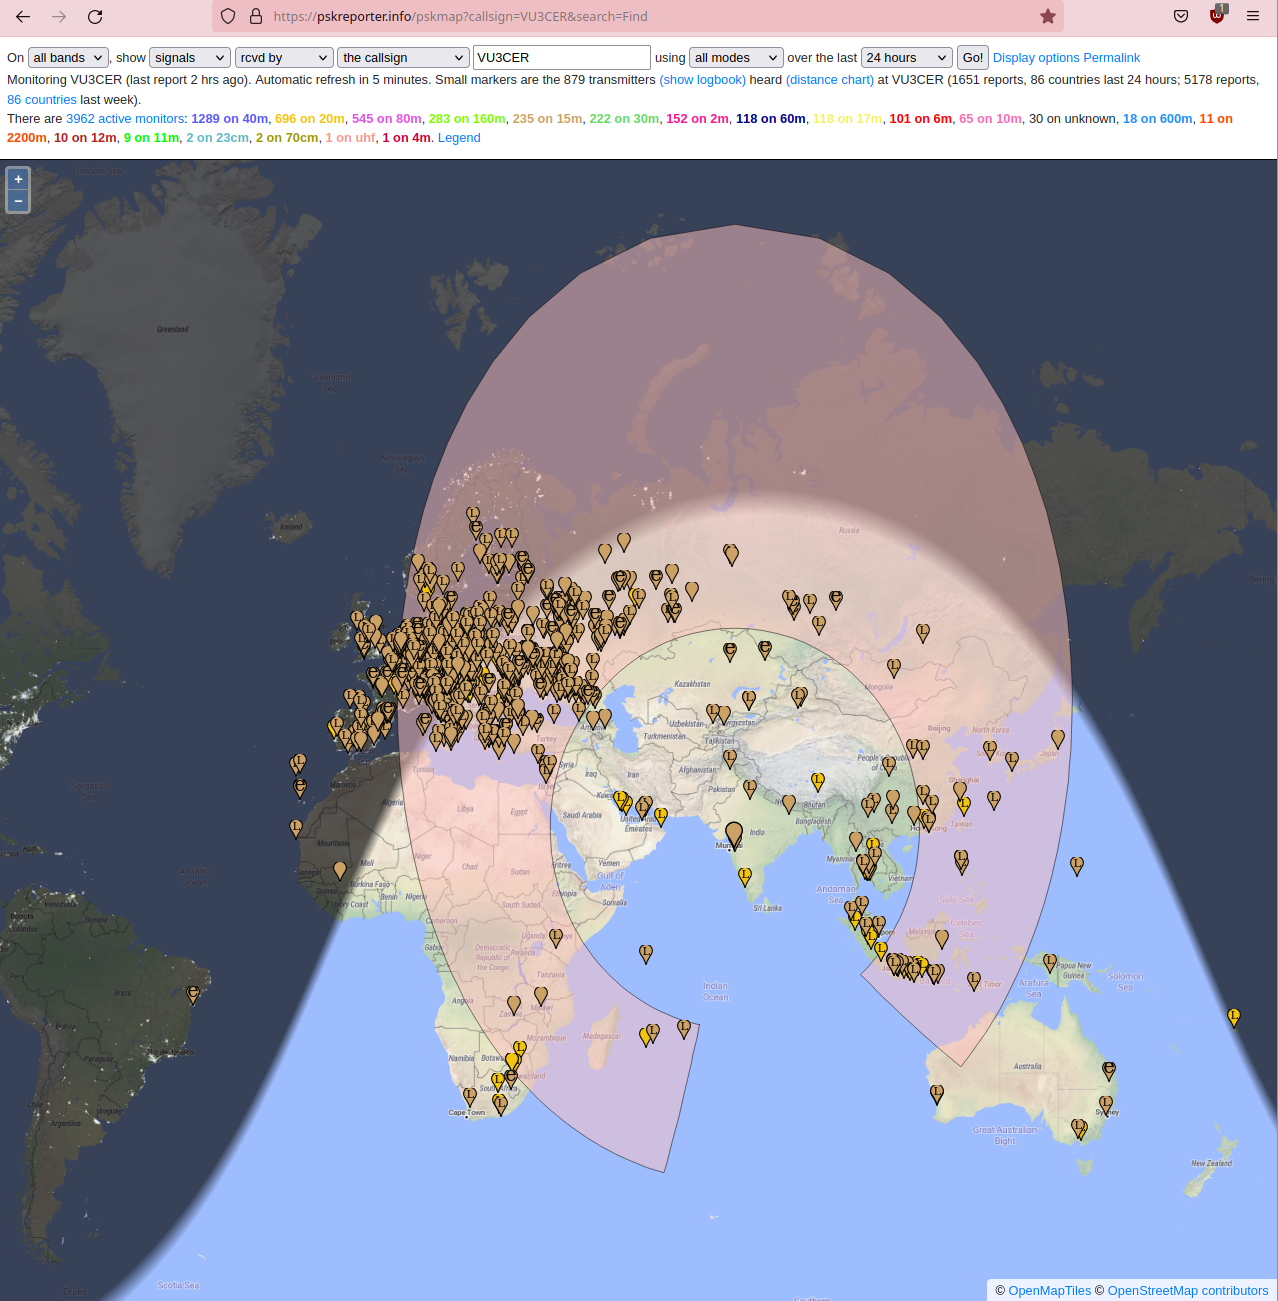 https://pskreporter.info/pskmap?callsign=VU3CER&search=Find
1
On all bands , show signals rcvd by the callsign VU3CER using all modes over the last 24 hours Go! Display options Permalink
Monitoring VU3CER (last report 2 hrs ago). Automatic refresh in 5 minutes. Small markers are the 879 transmitters (show logbook) heard (distance chart) at VU3CER (1651 reports, 86 countries last 24 hours; 5178 reports,
86 countries last week).
There are 3962 active monitors: 1289 on 40m, 696 on 20m, 545 on 80m, 283 on 160m, 235 on 15m, 222 on 30m, 152 on 2m, 118 on 60m, 118 on 17m, 101 on 6m, 65 on 10m, 30 on unknown, 18 on 600m, 11 on
2200m, 10 on 12m, 9 on 11m, 2 on 23cm, 2 on 70cm, 1 on uhf, 1 on 4m. Legend
+
−
Lincoln Sea
Greenland
Greenland
Sea
Norwegian
Sea
Iceland
Russia
Bering
Kazakhstan
Mongolia
Uzbekistan
Kyrgyzstan
Turkmenistan
Tajikistan
Beijing
North Korea
Japan
Turkey
Syria
Iraq
Iran
Afghanistan
People's Republic
of China
Shanghai
Sargasso
Sea
Morocco
Tunisia
Algeria
Libya
Egypt
Kuwait
Pakistan
Bhutan
Saudi Arabia
United Arab
Emirates
Bangladesh
Hong Kong
Taiwan
Haiti
Mauritania
Mumbai
India
Myanmar
Mali
Niger
Chad
Sudan
Eritrea
Yemen
Gulf of
Aden
Atlantic
Ocean
Senegal
Guinea
Burkina Faso
Ivory Coast
Benin
Nigeria
Ethiopia
Somalia
Andaman
Sea
Vietnam
Sri Lanka
Sulu Sea
Venezuela
Guyana
Bogota
Colombia
Cameroon
South Sudan
Celebes
Sea
Gabon
Democratic
Republic of
the Congo
Uganda
Rwanda
Malaysia
Peru
Brazil
Tanzania
Indian
Ocean
Timor
Arafura
Sea
Papua New
Guinea
Solomon
Sea
Angola
Zambia
Malawi
Bolivia
Mozambique
Madagascar
Rio de Janeiro
Paraguay
Namibia
Botswana
Swaziland
South Africa
Australia
Chile
Uruguay
Argentina
Cape Town
Sydney
Great Australian
Bight
New Zealand
Scotia Sea
Drake
Southern
© OpenMapTiles © OpenStreetMap contributors